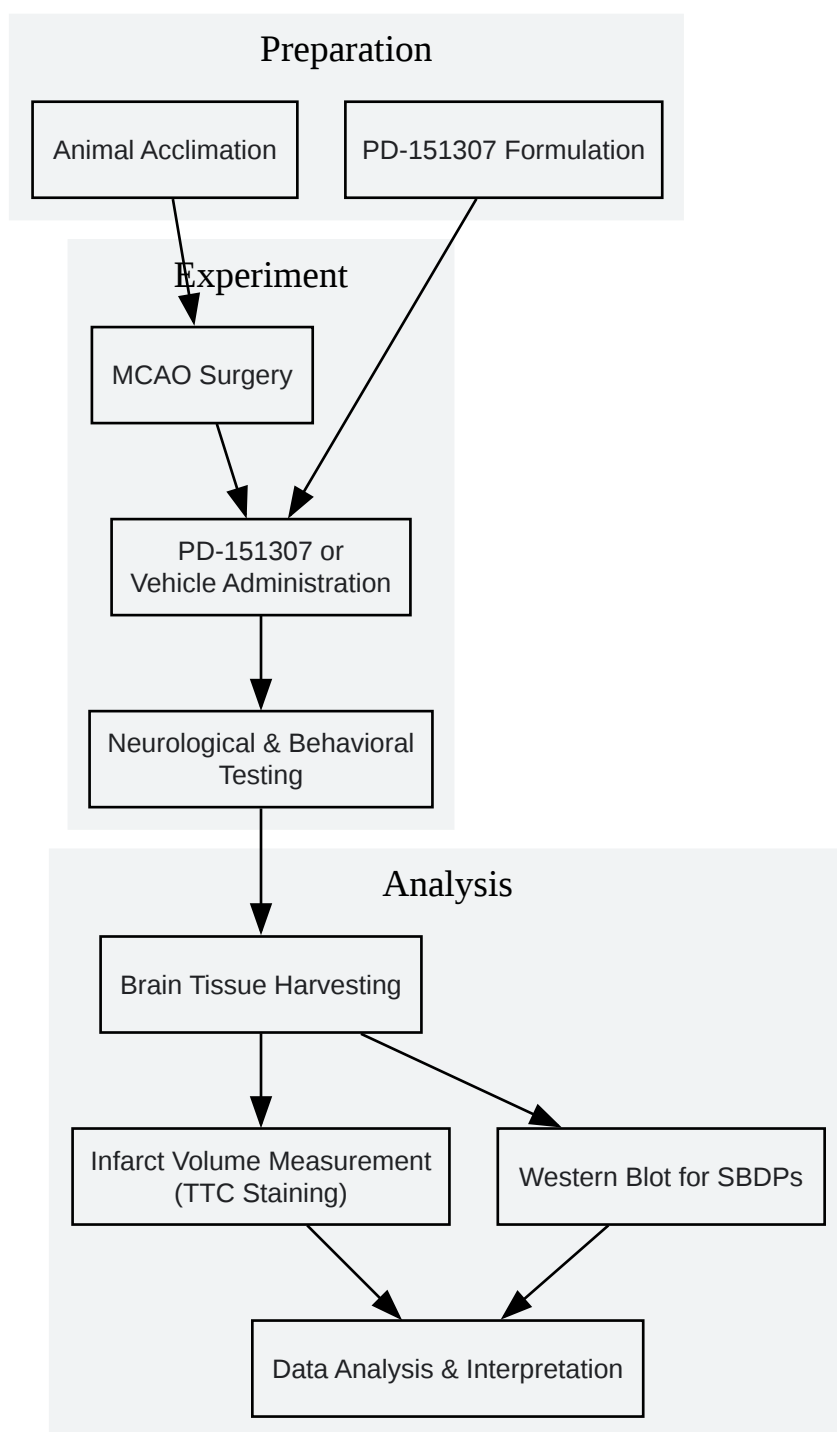 Preparation
Animal Acclimation
PD-151307 Formulation
Experiment
MCAO Surgery
PD-151307 or
Vehicle Administration
Neurological & Behavioral
Testing
Analysis
Brain Tissue Harvesting
Infarct Volume Measurement
(TTC Staining)
Western Blot for SBDPs
Data Analysis & Interpretation